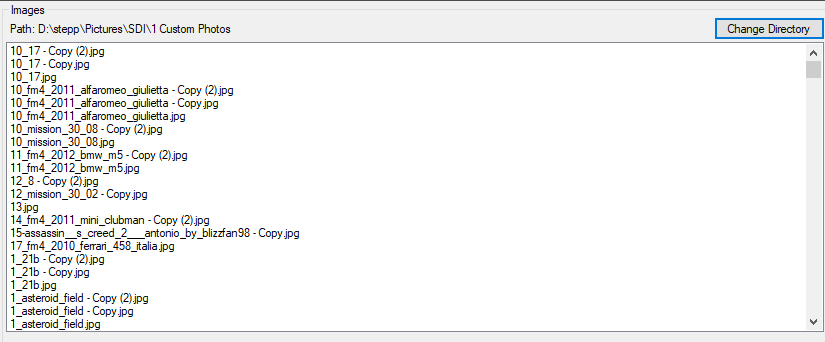 Images
Path: D:\stepp\Pictures\SDI\1 Custom Photos
Change Directory
10_17 - Copy (2).jpg
10_17 - Copy.jpg
10_17.jpg
10_fm4_2011_alfaromeo_giulietta - Copy (2).jpg
10_fm4_2011_alfaromeo_giulietta - Copy.jpg
10_fm4_2011_alfaromeo_giulietta.jpg
10_mission_30_08 - Copy (2).jpg
10_mission_30_08.jpg
11_fm4_2012_bmw_m5 - Copy (2).jpg
11_fm4_2012_bmw_m5.jpg
12_8 - Copy (2).jpg
12_mission_30_02 - Copy.jpg
13.jpg
14_fm4_2011_mini_clubman - Copy (2).jpg
15-assassin__s_creed_2___antonio_by_blizzfan98 - Copy.jpg
17_fm4_2010_ferrari_458_italia.jpg
1_21b - Copy (2).jpg
1_21b - Copy.jpg
1_21b.jpg
1_asteroid_field - Copy (2).jpg
1_asteroid_field - Copy.jpg
1_asteroid_field.jpg